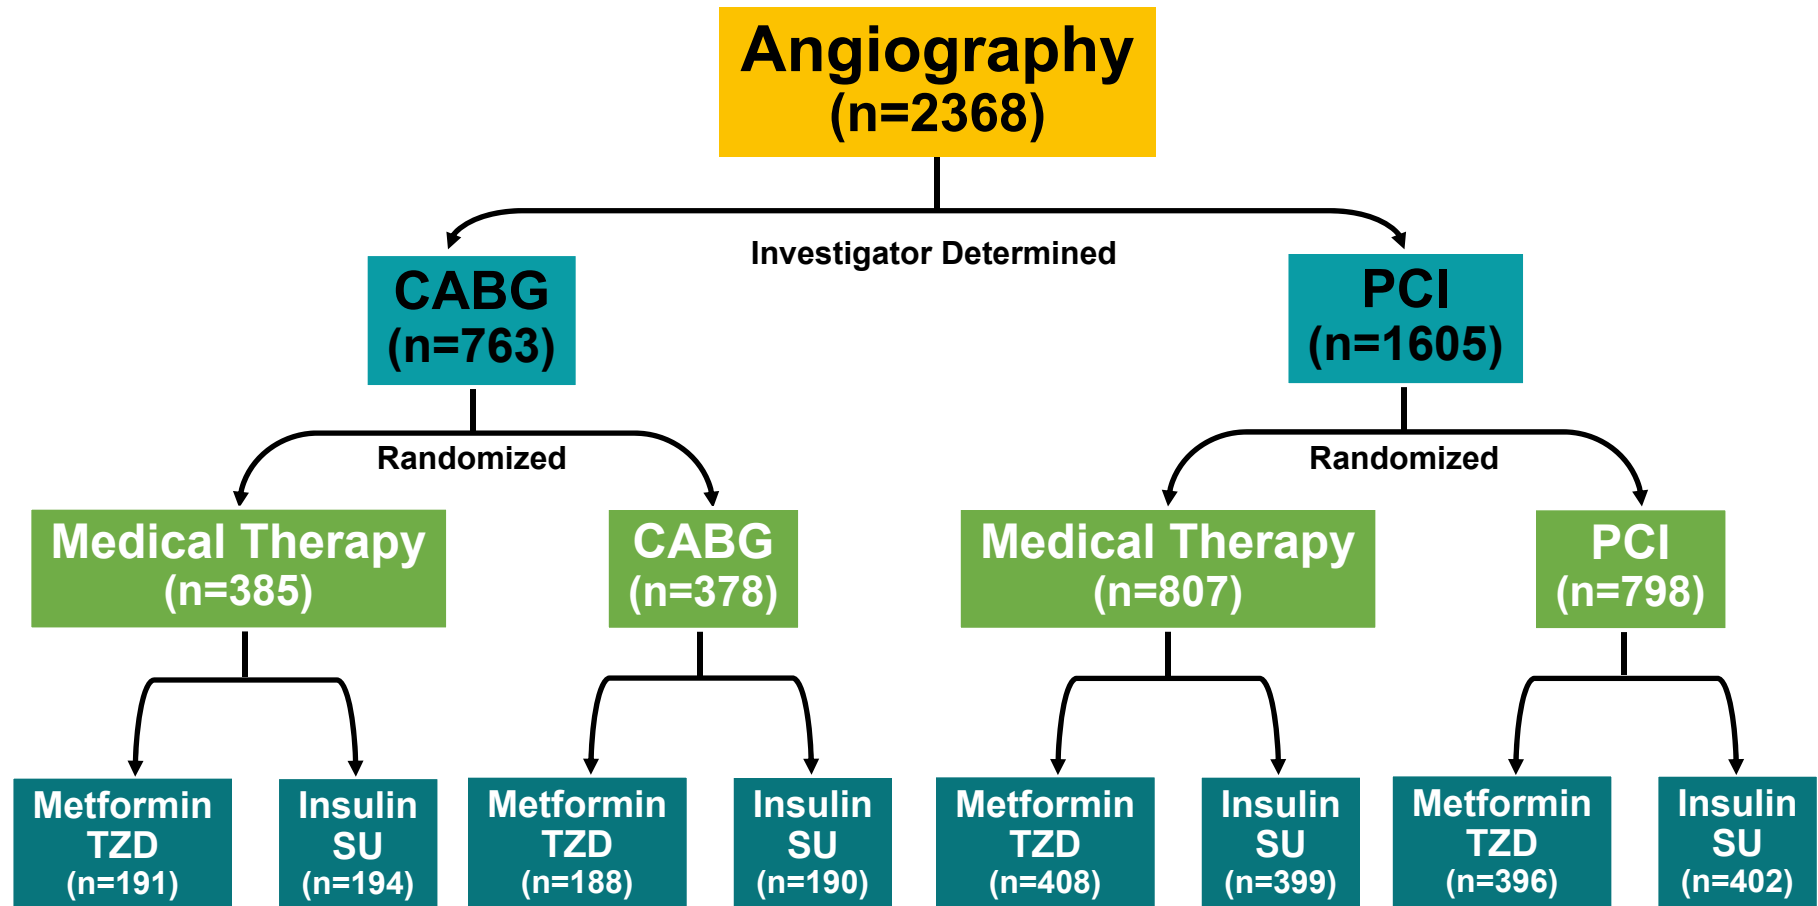 Angiography
(n=2368)
Investigator Determined
CABG
(n=763)
PCI
(n=1605)
Randomized
Randomized
Medical Therapy
(n=385)
CABG
(n=378)
Medical Therapy
(n=807)
PCI
(n=798)
Metformin
TZD
(n=191)
Insulin
SU
(n=194)
Metformin
TZD
(n=188)
Insulin
SU
(n=190)
Metformin
TZD
(n=408)
Insulin
SU
(n=399)
Metformin
TZD
(n=396)
Insulin
SU
(n=402)